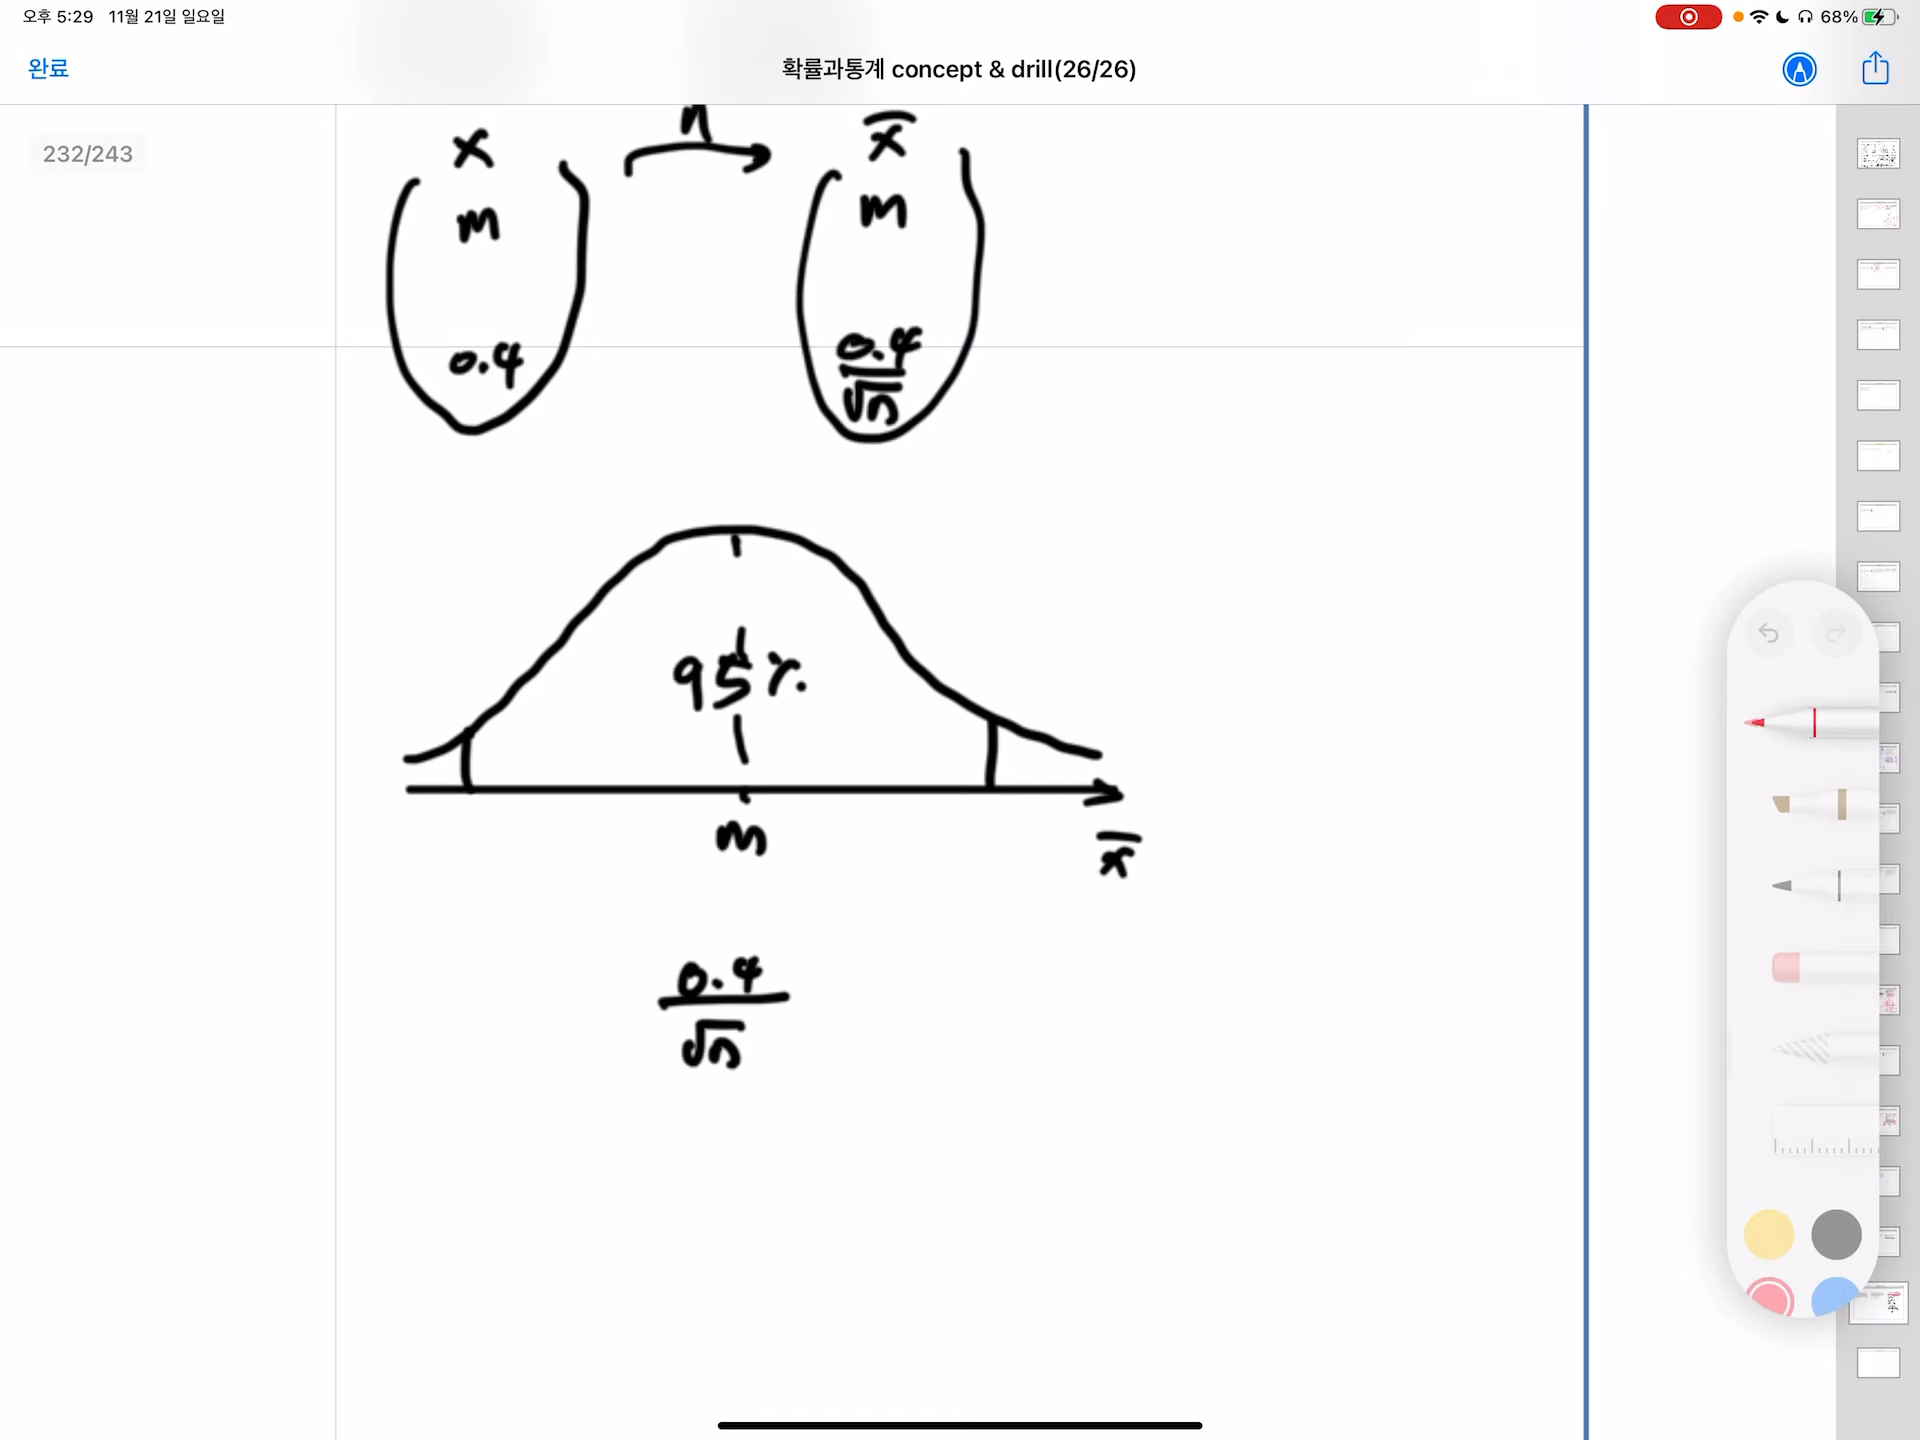 오후 5:29 11월 21일 일요일
68%
완료
확률과통계 concept & drill(26/26)
232/243
x n x̄
m m
0.4 0.4/√n
95%
m
x̄
0.4/√n